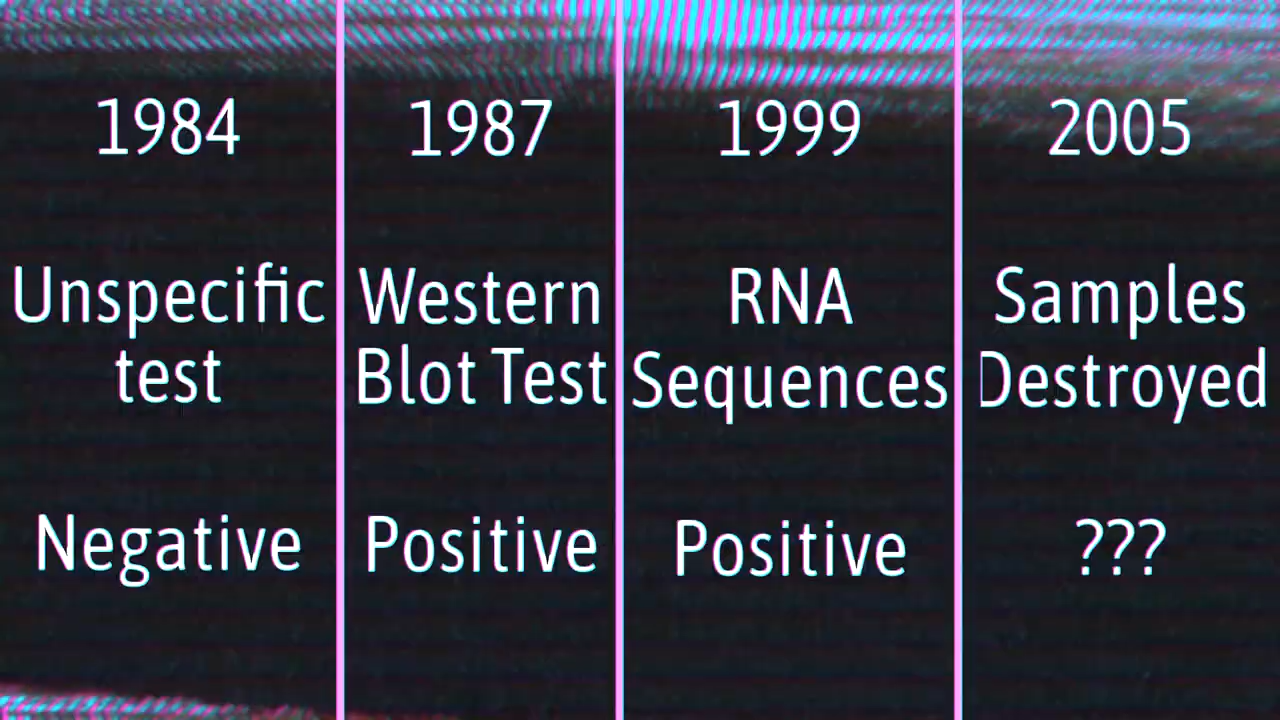 1984
1987
1999
2005
Unspecific
test
Western
Blot Test
RNA
Sequences
Samples
Destroyed
Negative
Positive
Positive
???